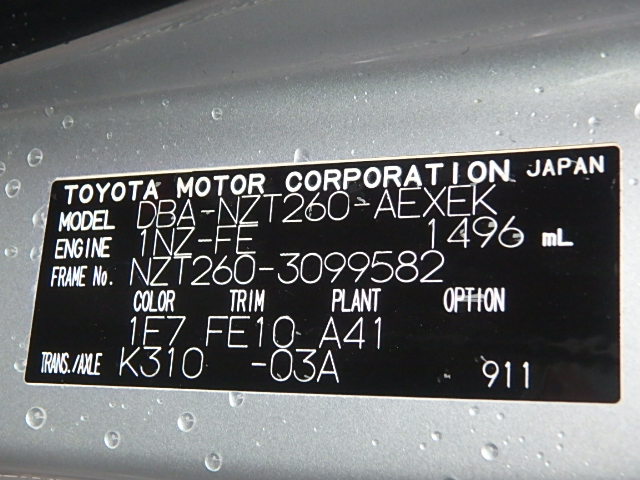 TOYOTA MOTOR CORPORATION JAPAN
MODEL DBA-NZT260-AEXEK
ENGINE 1NZ-FE 1496 mL
FRAME No. NZT260-3099582
COLOR TRIM PLANT OPTION
1E7 FE10 A41
TRANS./AXLE K310 -03A 911